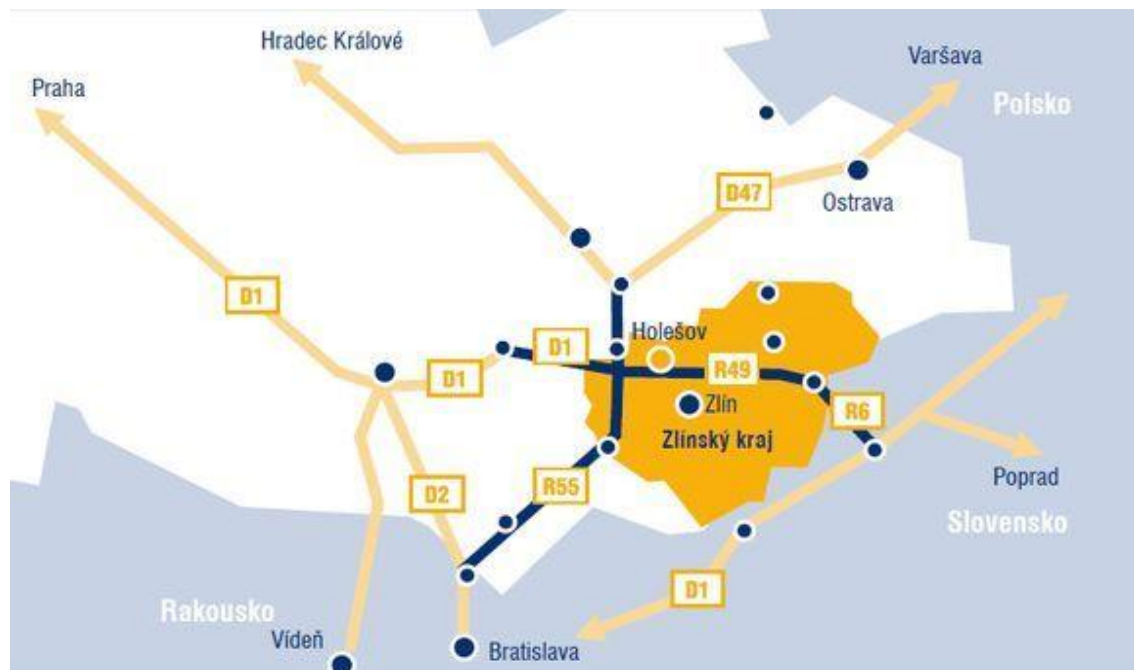 Hradec Králové
Varšava
Praha
Polsko
D47
Ostrava
D1
Holešov
D1
D1
R49
Zlín
R6
Zlínský kraj
Poprad
R55
D2
Slovensko
D1
Rakousko
Vídeň
Bratislava